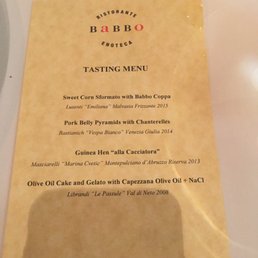 RISTORANTE
BaBBO
ENOTECA
TASTING MENU
Sweet Corn Sformato with Babbo Coppa
Luretti "Emiliana" Malvasia Frizzante 2015
Pork Belly Pyramids with Chanterelles
Bastianich "Vespa Bianco" Venezia Giulia 2014
Guinea Hen "alla Cacciatora"
Masciarelli "Marina Cvetic" Montepulciano d'Abruzzo Riserva 2013
Olive Oil Cake and Gelato with Capezzana Olive Oil + NaCl
Librandi "Le Passule" Val di Neto 2008